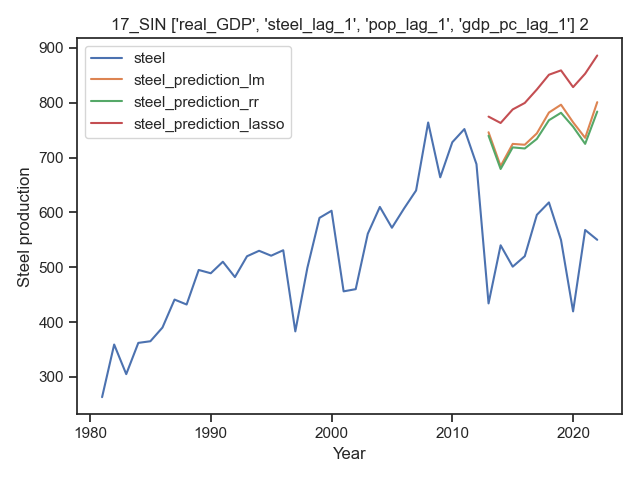 17_SIN ['real_GDP', 'steel_lag_1', 'pop_lag_1', 'gdp_pc_lag_1'] 2
steel
steel_prediction_lm
steel_prediction_rr
steel_prediction_lasso
Steel production
900
800
700
600
500
400
300
1980
1990
2000
2010
2020
Year